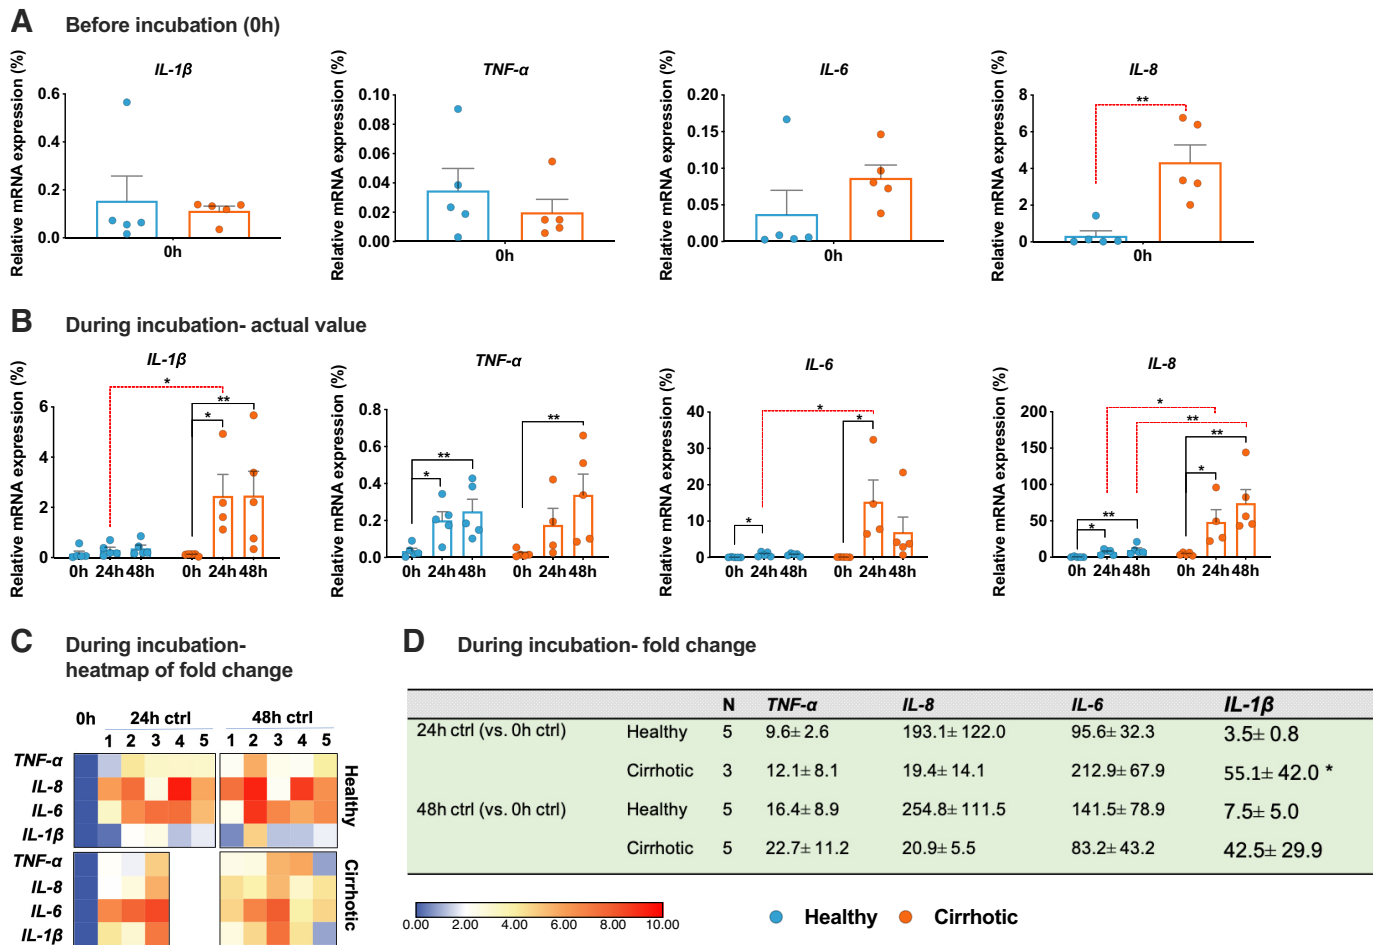 A Before incubation (0h)
IL-1β
Relative mRNA expression (%)
0.6
0.4
0.2
0.0
0h
TNF-α
Relative mRNA expression (%)
0.10
0.08
0.06
0.04
0.02
0.00
0h
IL-6
Relative mRNA expression (%)
0.20
0.15
0.10
0.05
0.00
0h
IL-8
Relative mRNA expression (%)
8
6
4
2
0
**
0h
B During incubation- actual value
IL-1β
Relative mRNA expression (%)
6
4
2
0
*
**
*
0h 24h 48h 0h 24h 48h
TNF-α
Relative mRNA expression (%)
0.8
0.6
0.4
0.2
0.0
**
*
**
0h 24h 48h 0h 24h 48h
IL-6
Relative mRNA expression (%)
40
30
20
10
0
*
*
*
0h 24h 48h 0h 24h 48h
IL-8
Relative mRNA expression (%)
200
150
100
50
0
*
**
**
*
**
*
0h 24h 48h 0h 24h 48h
C During incubation-
heatmap of fold change
0h 24h ctrl 48h ctrl
1 2 3 4 5 1 2 3 4 5
TNF-α
IL-8
IL-6
IL-1β
Healthy
TNF-α
IL-8
IL-6
IL-1β
Cirrhotic
D During incubation- fold change
N TNF-α IL-8 IL-6 IL-1β
24h ctrl (vs. 0h ctrl) Healthy 5 9.6± 2.6 193.1± 122.0 95.6± 32.3 3.5± 0.8
Cirrhotic 3 12.1± 8.1 19.4± 14.1 212.9± 67.9 55.1± 42.0 *
48h ctrl (vs. 0h ctrl) Healthy 5 16.4± 8.9 254.8± 111.5 141.5± 78.9 7.5± 5.0
Cirrhotic 5 22.7± 11.2 20.9± 5.5 83.2± 43.2 42.5± 29.9
0.00 2.00 4.00 6.00 8.00 10.00
Healthy Cirrhotic